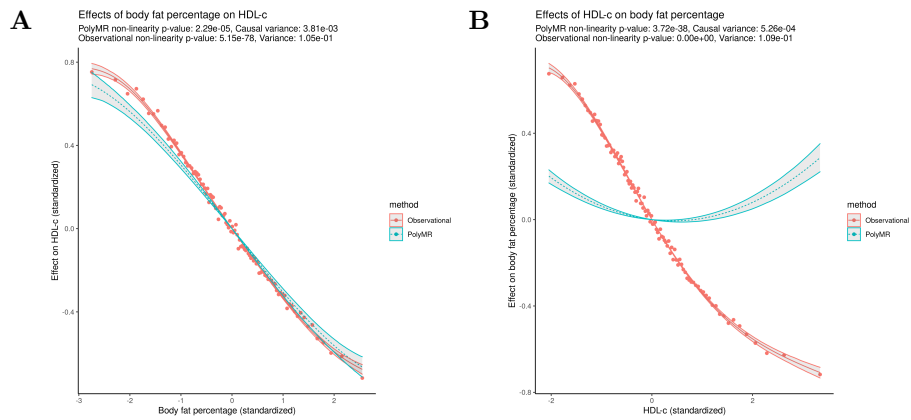 A
Effects of body fat percentage on HDL-c
PolyMR non-linearity p-value: 2.29e-05, Causal variance: 3.81e-03
Observational non-linearity p-value: 5.15e-78, Variance: 1.05e-01
0.8
0.4
0.0
-0.4
Effect on HDL-c (standardized)
-3
-2
-1
0
1
2
Body fat percentage (standardized)
method
Observational
PolyMR
B
Effects of HDL-c on body fat percentage
PolyMR non-linearity p-value: 3.72e-38, Causal variance: 5.26e-04
Observational non-linearity p-value: 0.00e+00, Variance: 1.09e-01
0.4
0.0
-0.4
-0.8
Effect on body fat percentage (standardized)
-2
0
2
HDL-c (standardized)
method
Observational
PolyMR